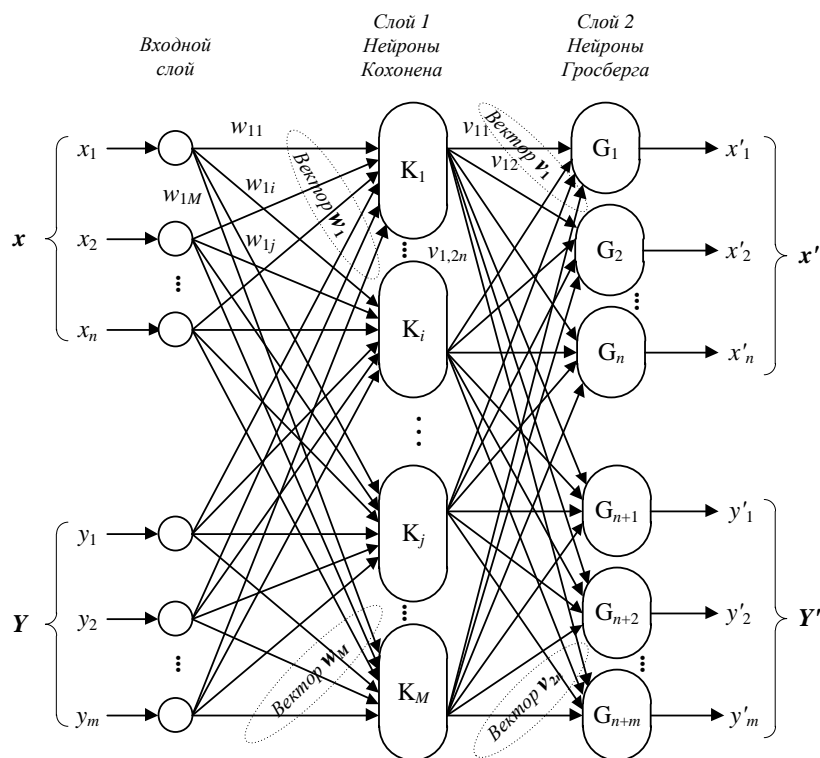 Входной
слой
Слой 1
Нейроны
Кохонена
Слой 2
Нейроны
Гросберга
x
x1
x2
⋮
xn
Y
y1
y2
⋮
ym
w11
w1i
w1M
w1j
Вектор w1
Вектор wM
K1
Ki
Kj
KM
v11
v12
v1,2n
Вектор v1
Вектор v2n
G1
G2
Gn
Gn+1
Gn+2
Gn+m
x′1
x′2
x′n
x′
y′1
y′2
y′m
Y′